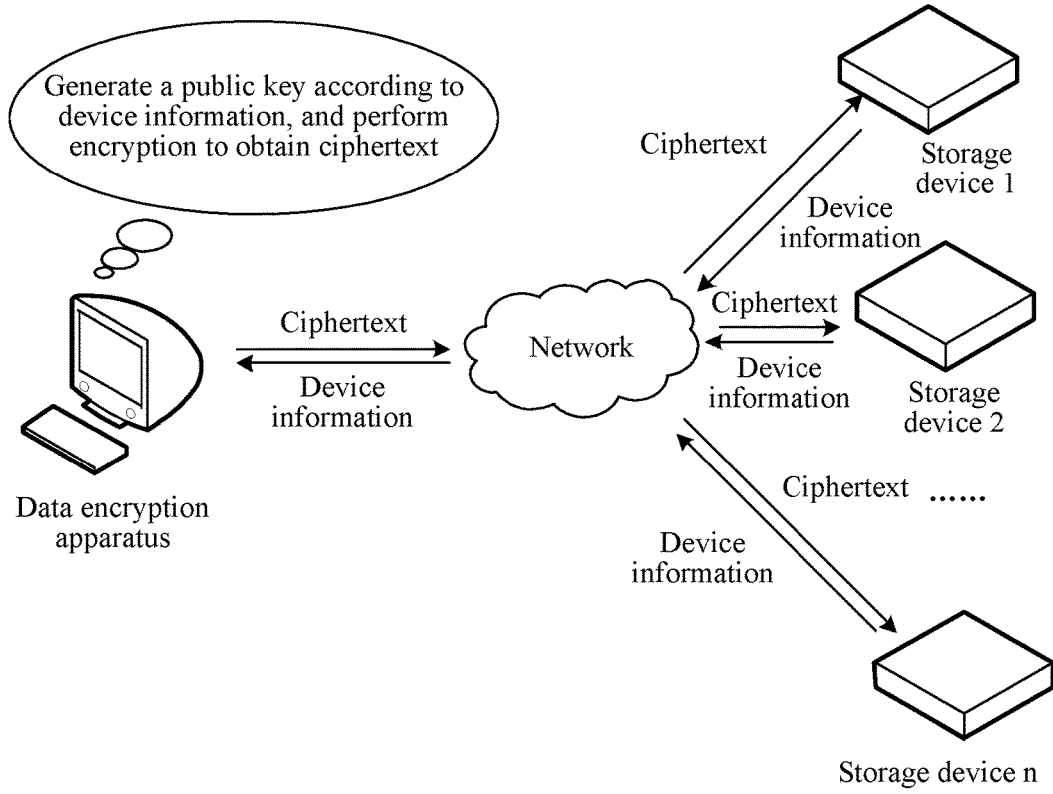 Generate a public key according to
device information, and perform
encryption to obtain ciphertext
Ciphertext
Storage
device 1
Device
information
Ciphertext
Ciphertext
Network
Device
information
Device
information
Storage
device 2
Ciphertext ......
Data encryption
apparatus
Device
information
Storage device n